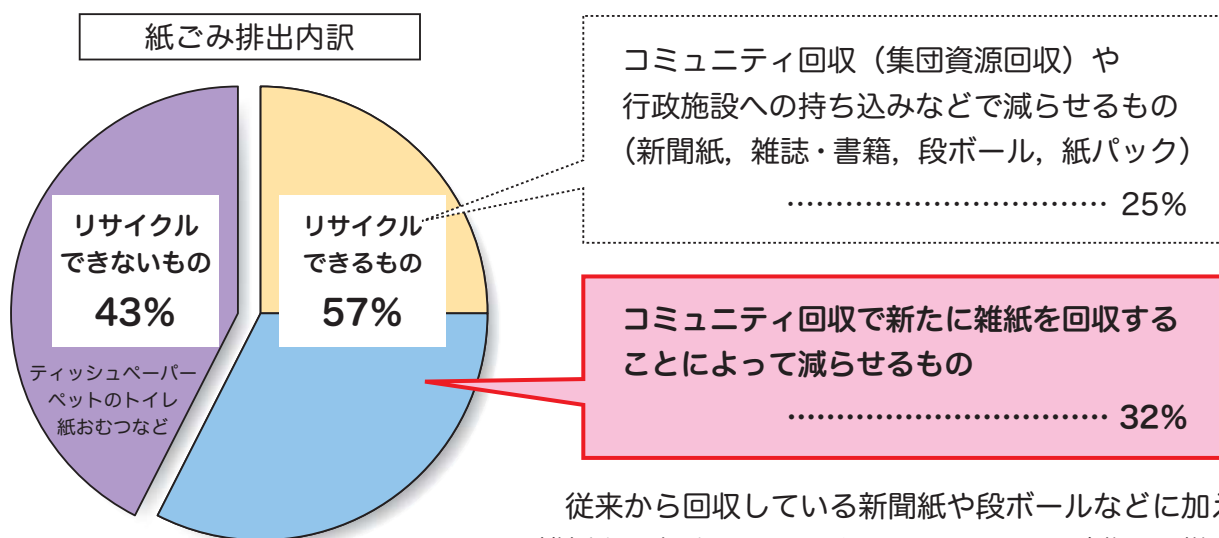 紙ごみ排出内訳
リサイクル
できないもの
43%
ティッシュペーパー
ペットのトイレ
紙おむつなど
リサイクル
できるもの
57%
コミュニティ回収（集団資源回収）や
行政施設への持ち込みなどで減らせるもの
（新聞紙，雑誌・書籍，段ボール，紙パック）
…………………………… 25%
コミュニティ回収で新たに雑紙を回収する
ことによって減らせるもの
…………………………… 32%
従来から回収している新聞紙や段ボールなどに加え